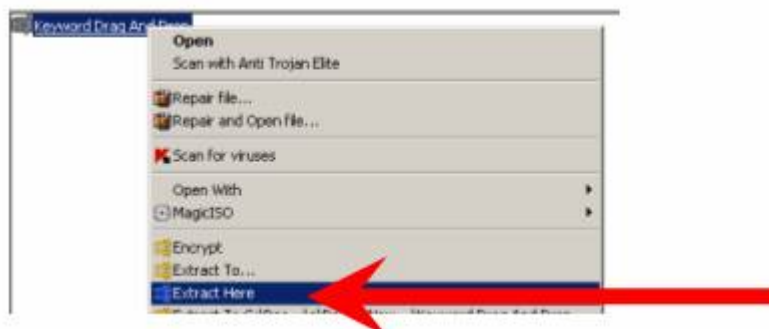 Keyword Drag And
Open
Scan with Anti Trojan Elite
Repair file...
Repair and Open file...
Scan for viruses
Open With
MagicISO
Encrypt
Extract To...
Extract Here